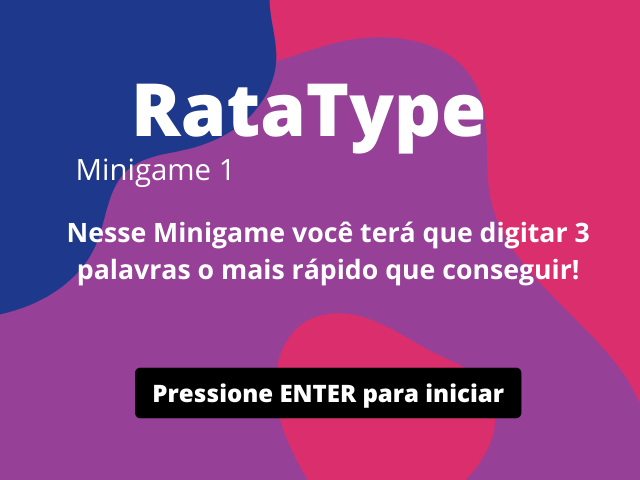 RataType
Minigame 1
Nesse Minigame você terá que digitar 3
palavras o mais rápido que conseguir!
Pressione ENTER para iniciar